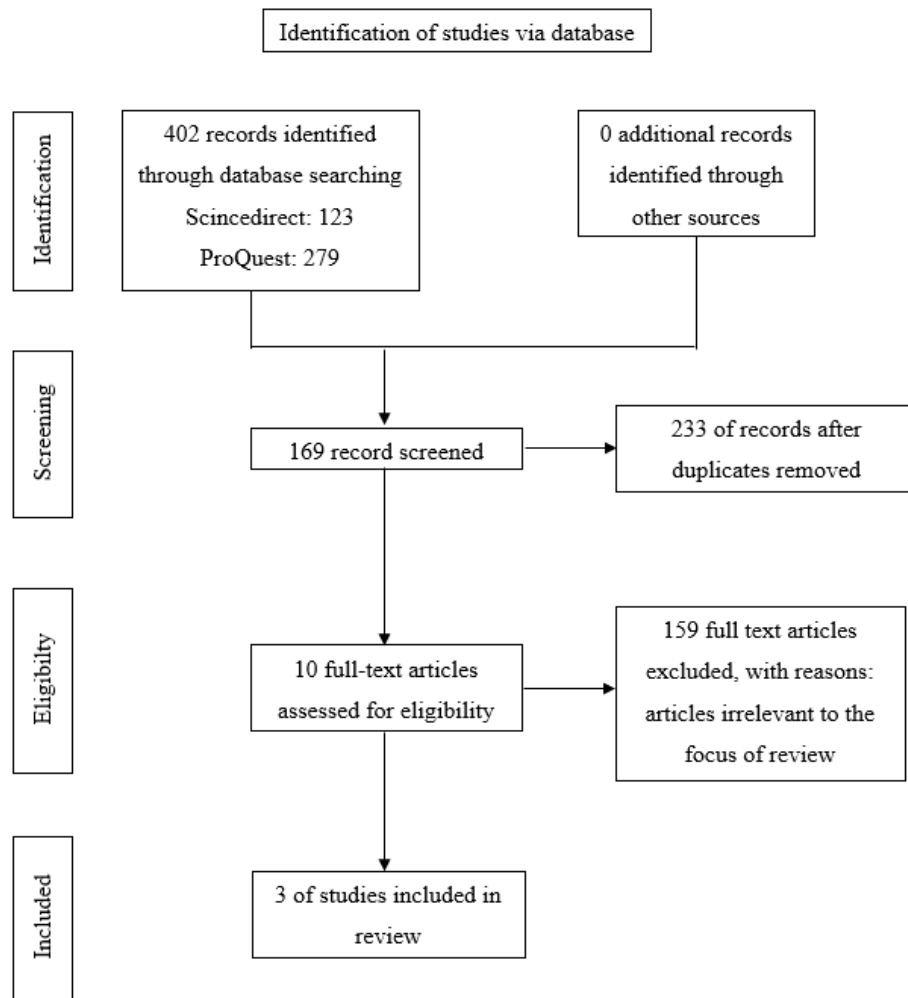 Identification of studies via database
Identification
402 records identified
through database searching
Scincedirect: 123
ProQuest: 279
0 additional records
identified through
other sources
Screening
169 record screened
233 of records after
duplicates removed
Eligibilty
10 full-text articles
assessed for eligibility
159 full text articles
excluded, with reasons:
articles irrelevant to the
focus of review
Included
3 of studies included in
review